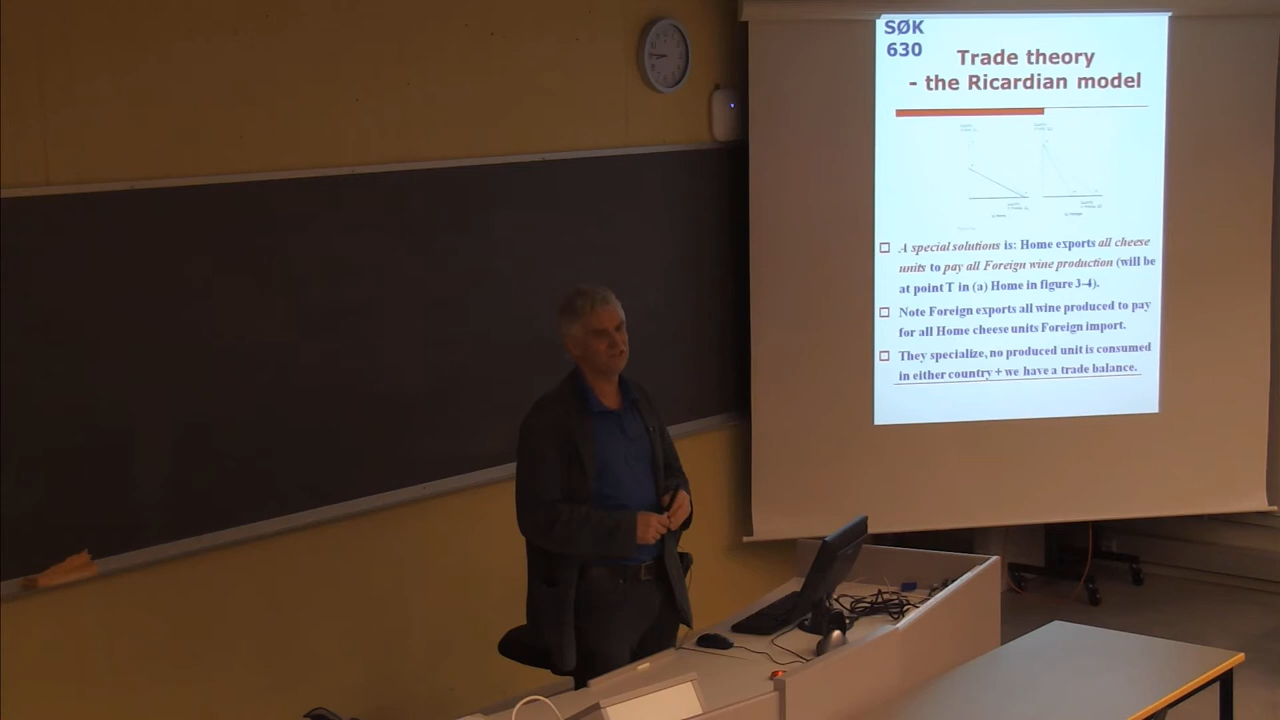 SØK
630
Trade theory
- the Ricardian model
A special solutions is: Home exports all cheese
units to pay all Foreign wine production (will be
at point T in (a) Home in figure 3-4).
Note Foreign exports all wine produced to pay
for all Home cheese units Foreign import.
They specialize, no produced unit is consumed
in either country + we have a trade balance.